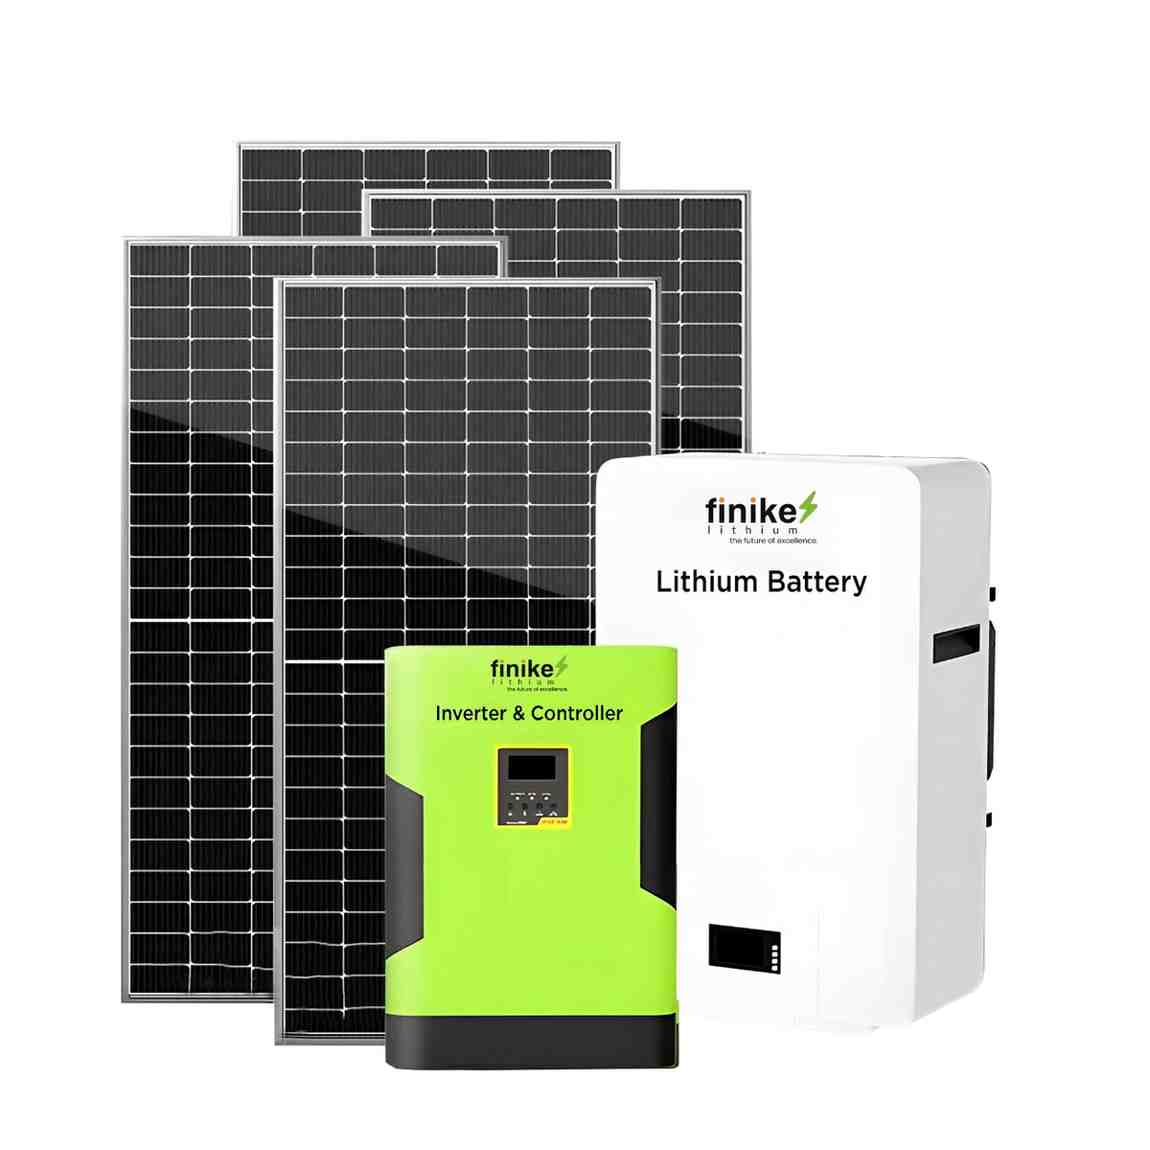 finike
lithium
the future of excellence.
Lithium Battery
finike
lithium
the future of excellence.
Inverter & Controller